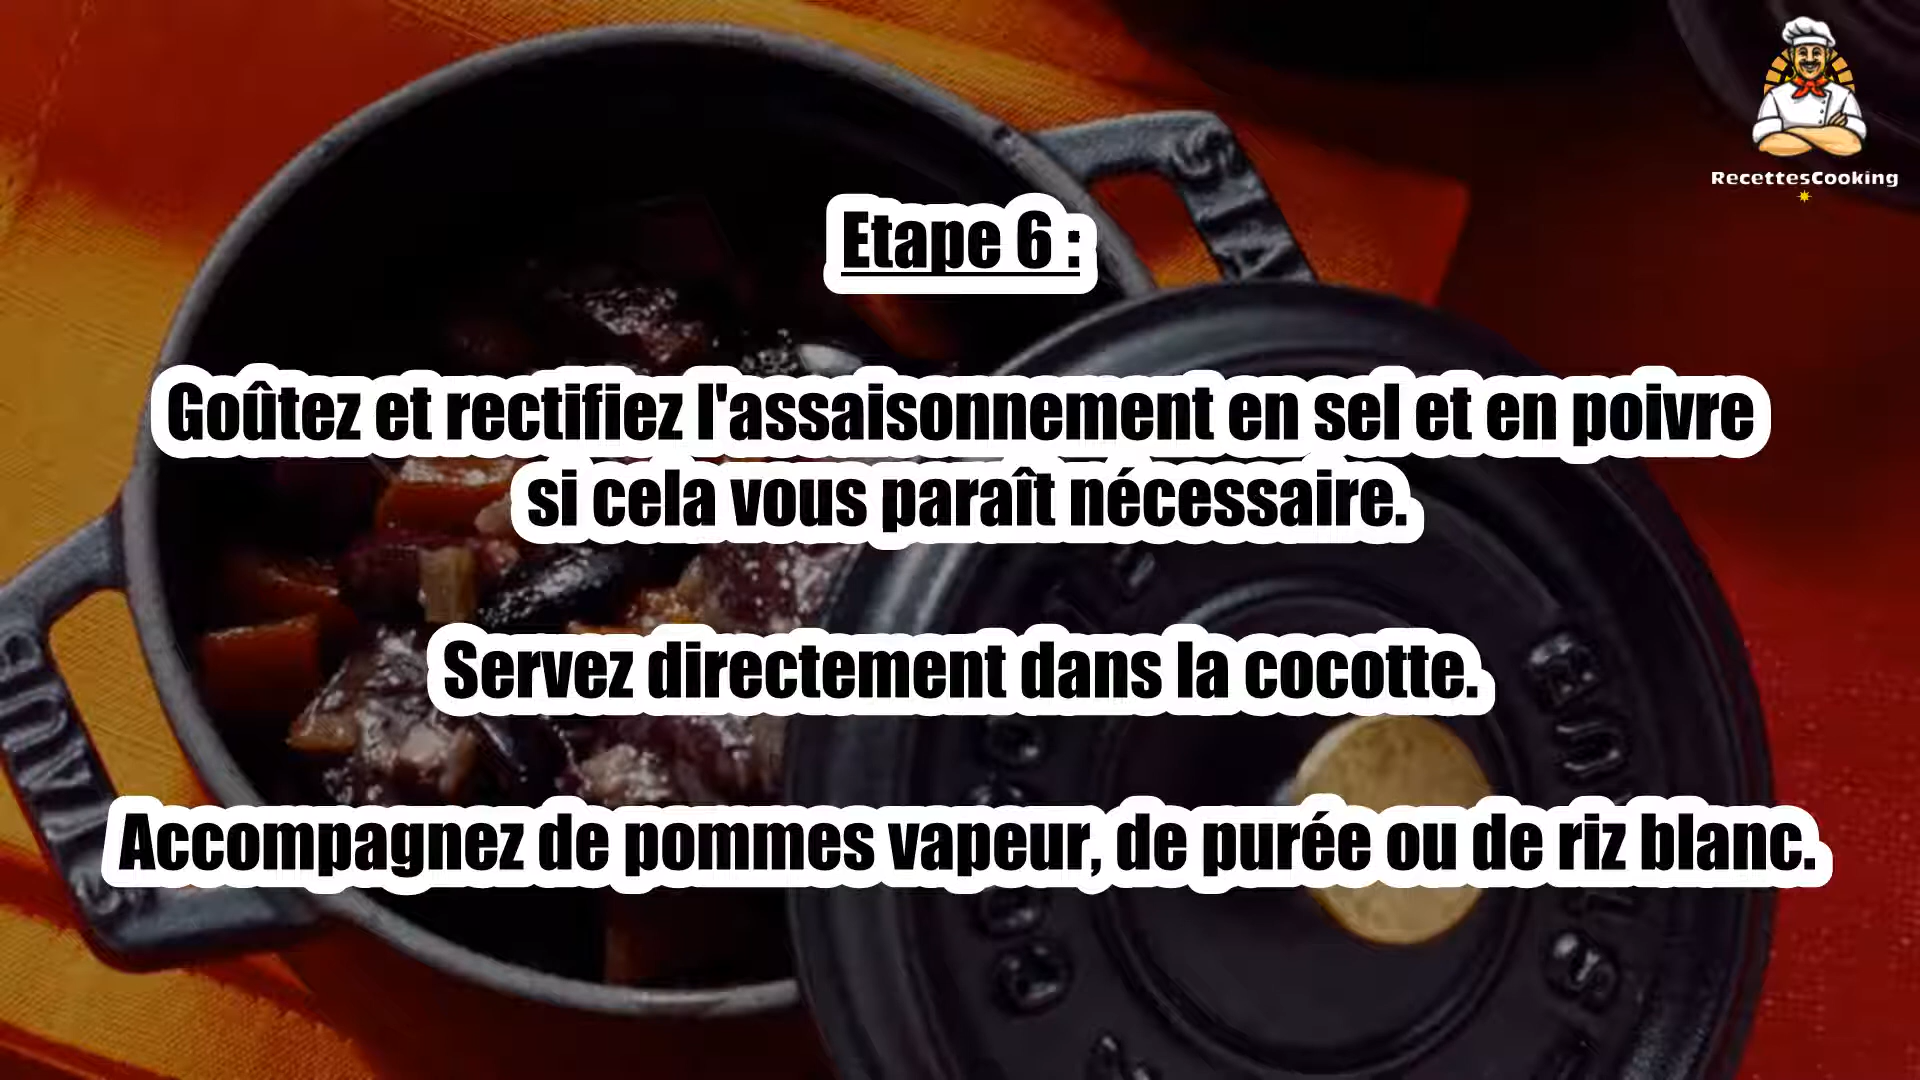 RecettesCooking
Etape 6 :
Goûtez et rectifiez l'assaisonnement en sel et en poivre
si cela vous paraît nécessaire.
Servez directement dans la cocotte.
Accompagnez de pommes vapeur, de purée ou de riz blanc.